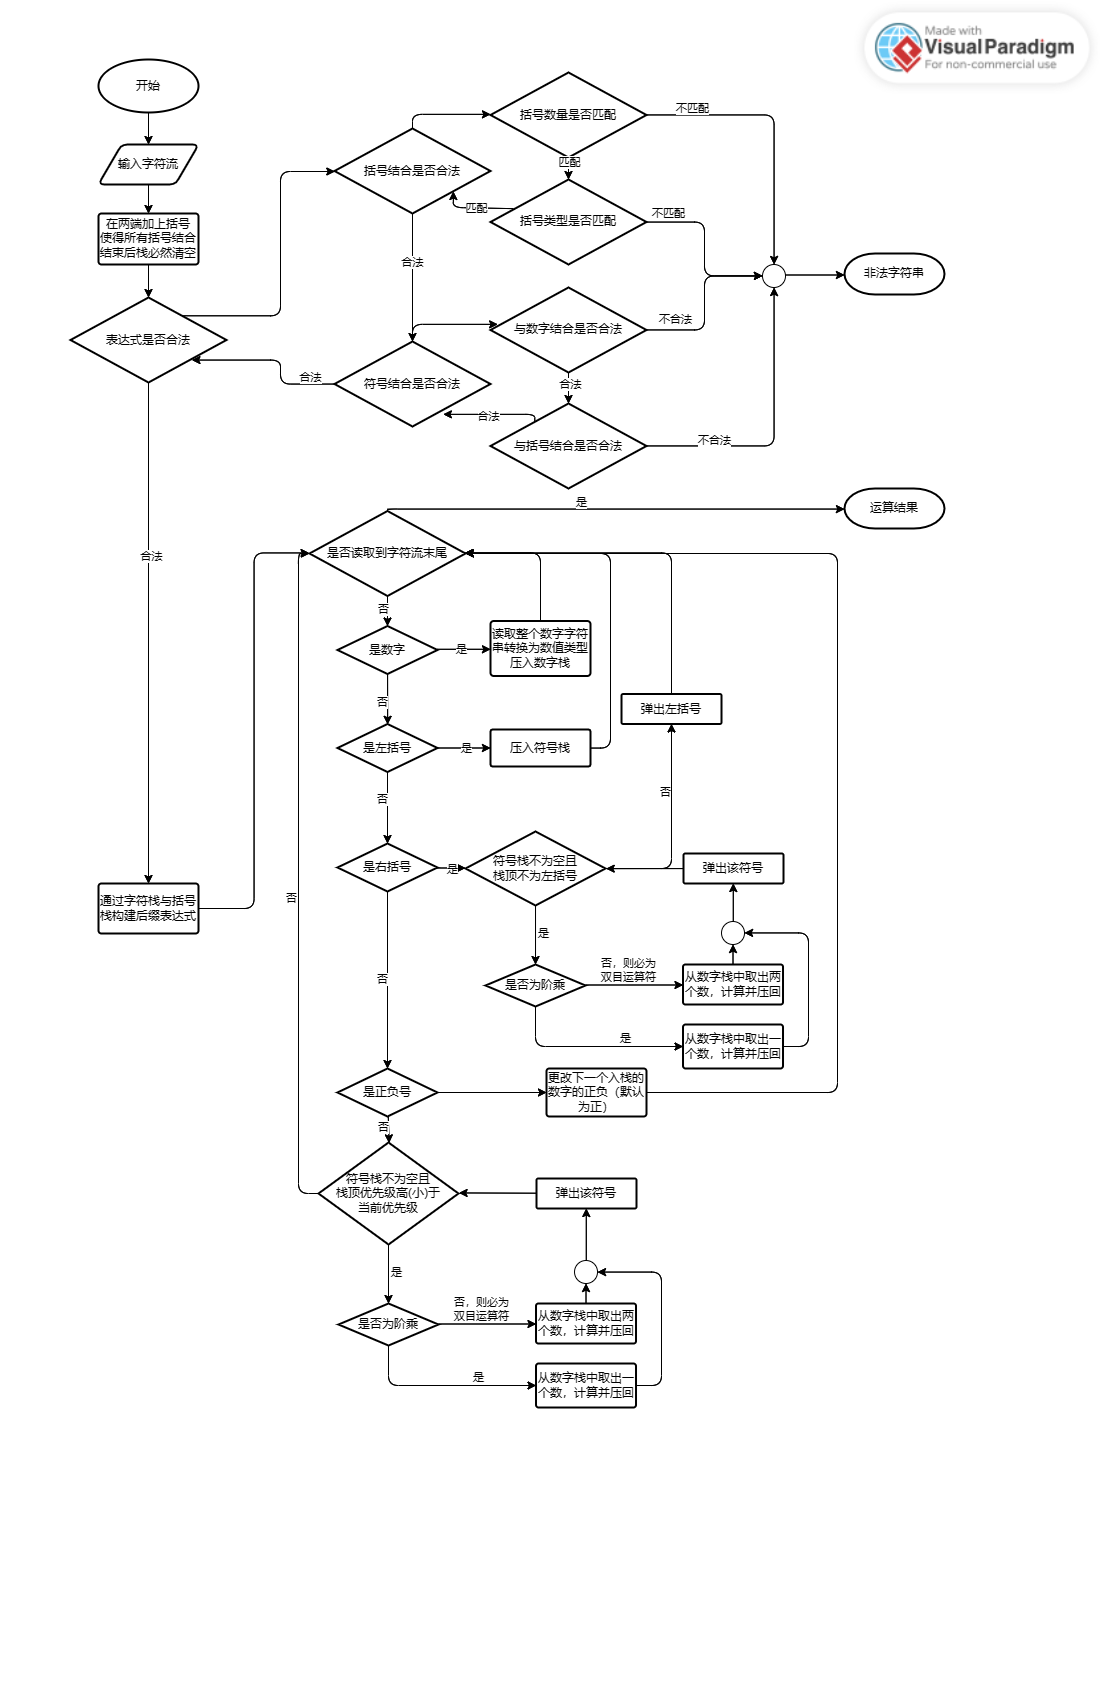 Made with
Visual Paradigm
For non-commercial use
开始
输入字符流
在两端加上括号
使得所有括号结合
结束后栈必然清空
表达式是否合法
括号结合是否合法
括号数量是否匹配
不匹配
匹配
括号类型是否匹配
不匹配
匹配
合法
非法字符串
与数字结合是否合法
不合法
合法
符号结合是否合法
合法
与括号结合是否合法
不合法
合法
是
运算结果
合法
是否读取到字符流末尾
否
是数字
是
读取整个数字字符
串转换为数值类型
压入数字栈
否
弹出左括号
是左括号
是
压入符号栈
否
否
是右括号
是
符号栈不为空且
栈顶不为左括号
弹出该符号
通过字符栈与括号
栈构建后缀表达式
否
是
否
是否为阶乘
否，则必为
双目运算符
从数字栈中取出两
个数，计算并压回
是
从数字栈中取出一
个数，计算并压回
是正负号
更改下一个入栈的
数字的正负（默认
为正）
否
符号栈不为空且
栈顶优先级高(小)于
当前优先级
弹出该符号
是
是否为阶乘
否，则必为
双目运算符
从数字栈中取出两
个数，计算并压回
是
从数字栈中取出一
个数，计算并压回